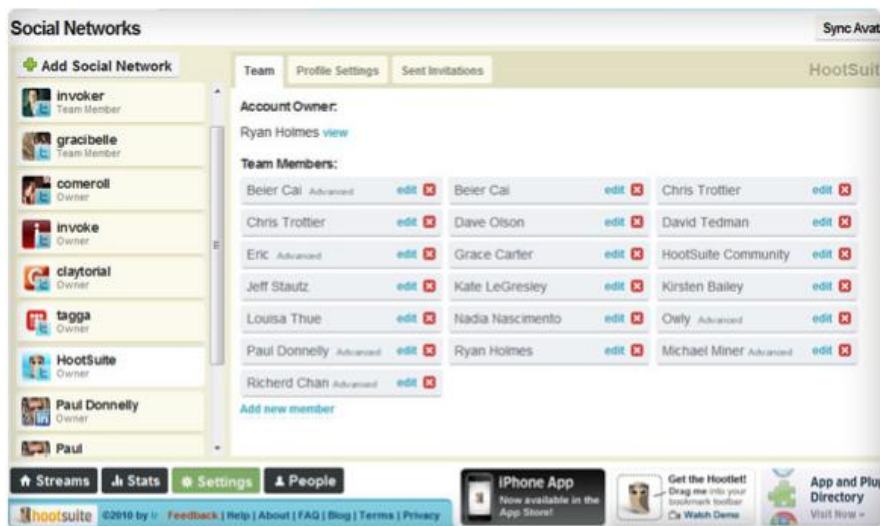 Social Networks
Sync Avat
Add Social Network
invoker
Team Member
gracibelle
Team Member
comeroll
Owner
invoke
Owner
claytorial
Owner
tagga
Owner
HootSuite
Owner
Paul Donnelly
Owner
Paul
Team Profile Settings Sent Invitations HootSuit
Account Owner:
Ryan Holmes view
Team Members:
Beier Cai Advanced edit Beier Cai edit Chris Trottier edit
Chris Trottier edit Dave Olson edit David Tedman edit
Eric Advanced edit Grace Carter edit HootSuite Community edit
Jeff Stautz edit Kate LeGresley edit Kirsten Bailey edit
Louisa Thue edit Nadia Nascimento edit Owly Advanced edit
Paul Donnelly Advanced edit Ryan Holmes edit Michael Miner Advanced edit
Richerd Chan Advanced edit
Add new member
Streams Stats Settings People
iPhone App
Now available in the
App Store!
Get the Hootlet!
Drag me into your
bookmark toolbar
Watch Demo
App and Plug
Directory
Visit Now »
hootsuite ©2010 by Feedback | Help | About | FAQ | Blog | Terms | Privacy